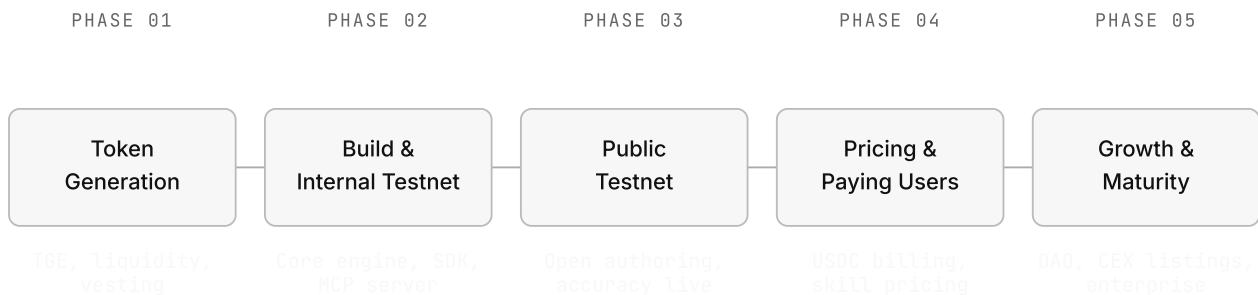 PHASE 01
PHASE 02
PHASE 03
PHASE 04
PHASE 05
Token
Generation
Build &
Internal Testnet
Public
Testnet
Pricing &
Paying Users
Growth &
Maturity
TGE, liquidity,
vesting
Core engine, SDK,
MCP server
Open authoring,
accuracy live
USDC billing,
skill pricing
DAO, CEX listings,
enterprise